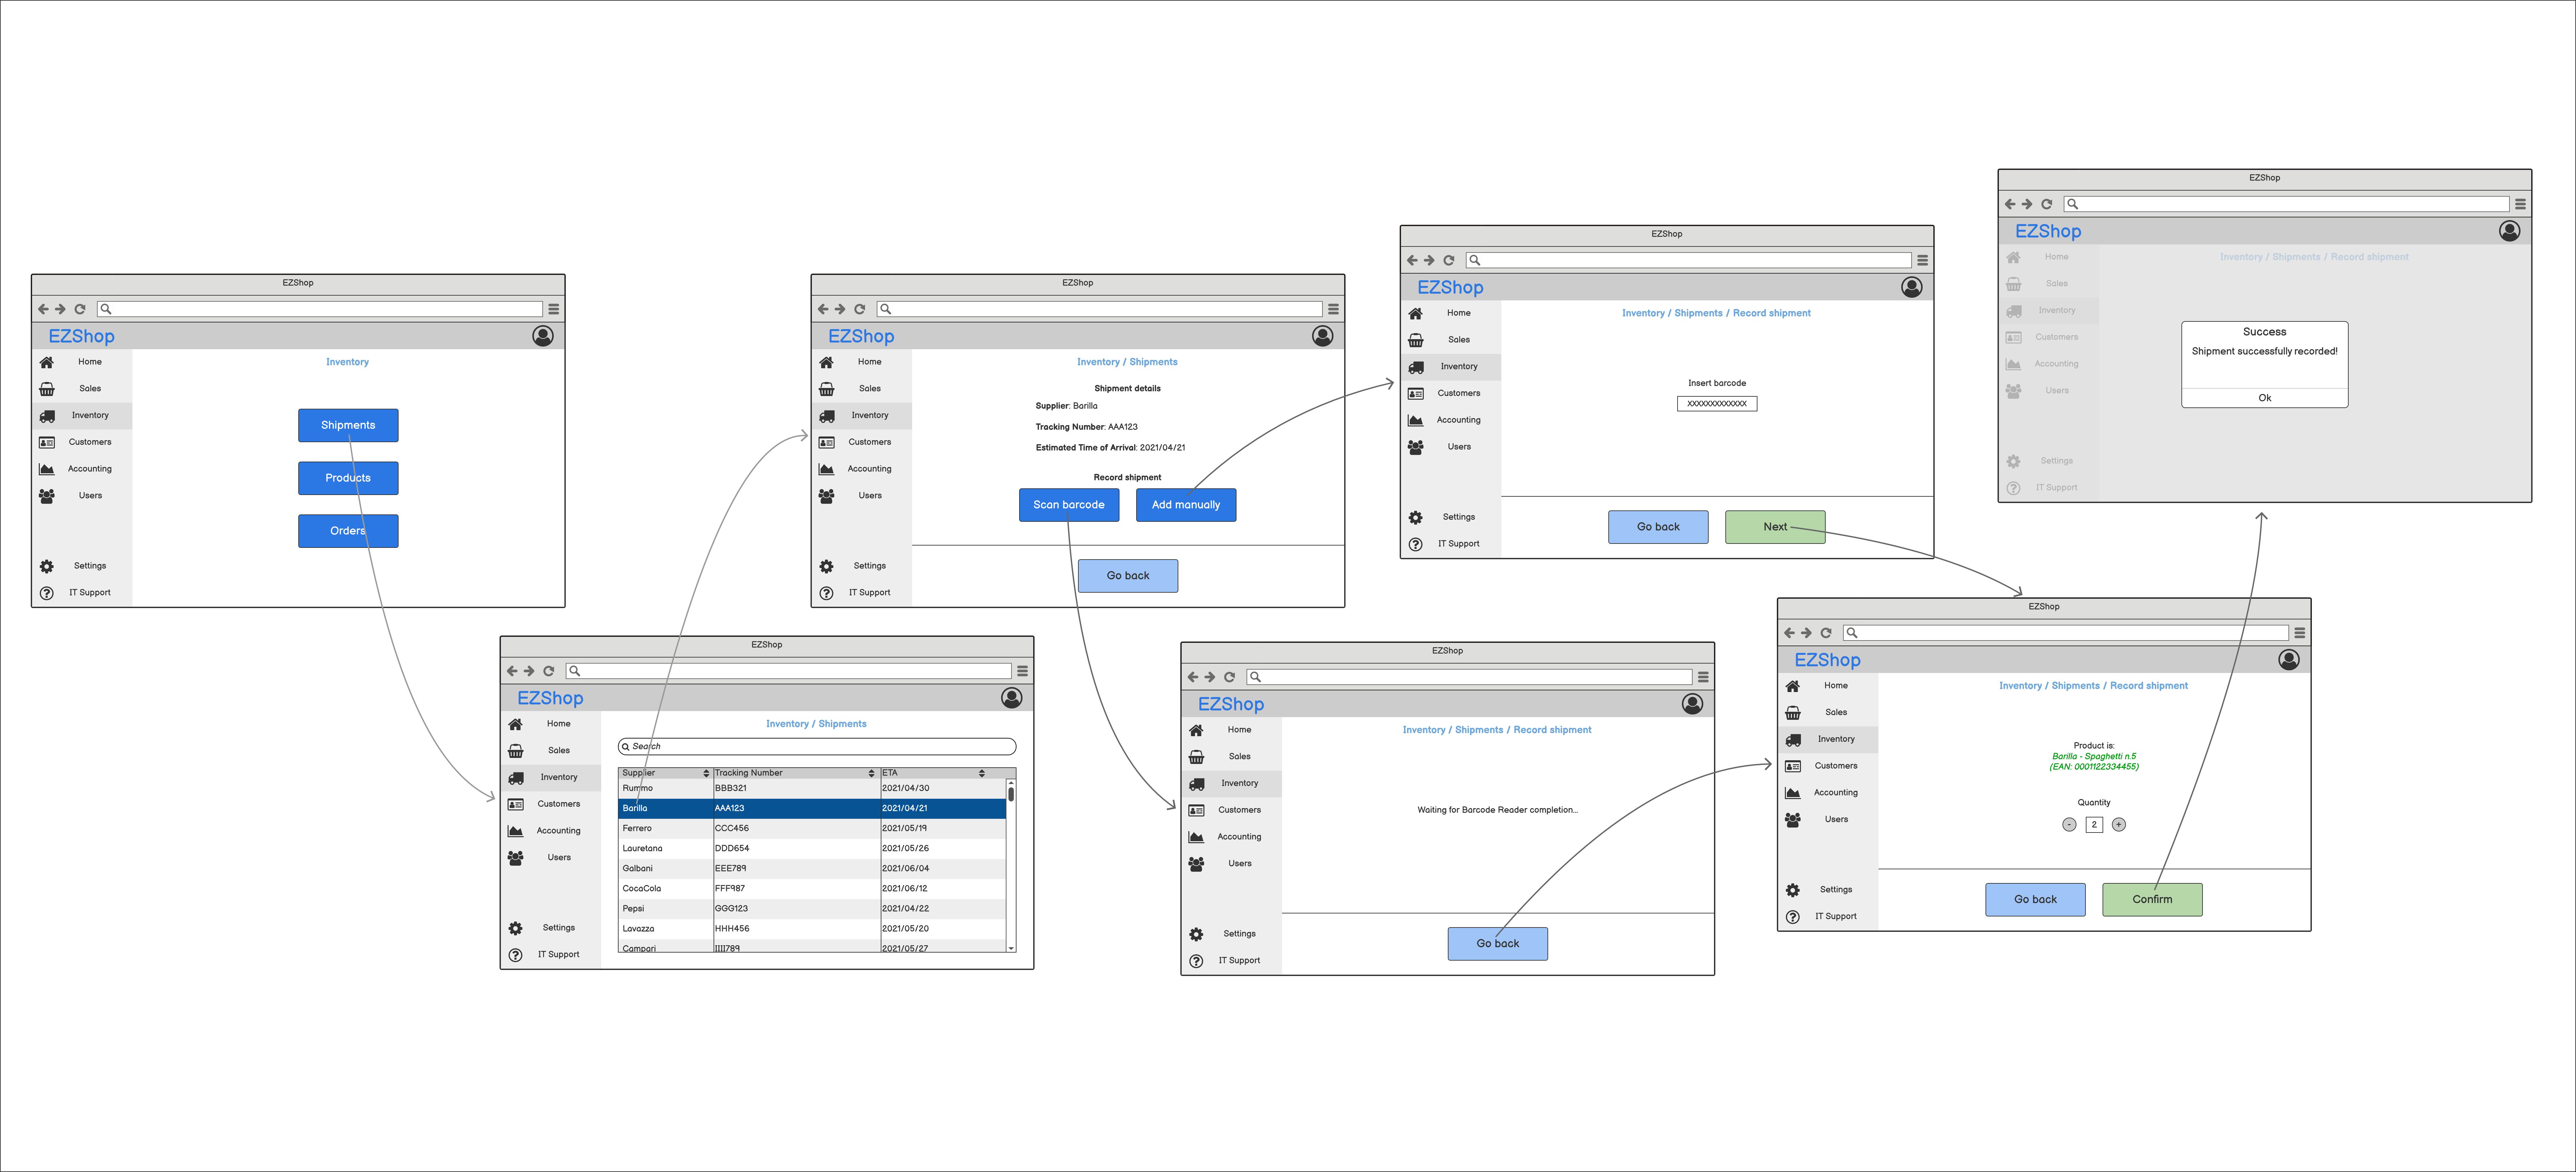 EZShop
EZShop
Home
Sales
Inventory
Customers
Accounting
Users
Settings
IT Support
Inventory
Shipments
Products
Orders
EZShop
EZShop
Home
Sales
Inventory
Customers
Accounting
Users
Settings
IT Support
Inventory / Shipments
Search
Supplier Tracking Number ETA
Rummo BBB321 2021/04/30
Barilla AAA123 2021/04/21
Ferrero CCC456 2021/05/19
Lauretana DDD654 2021/05/26
Galbani EEE789 2021/06/04
CocaCola FFF987 2021/06/12
Pepsi GGG123 2021/04/22
Lavazza HHH456 2021/05/20
Campari IIII789 2021/05/27
EZShop
EZShop
Home
Sales
Inventory
Customers
Accounting
Users
Settings
IT Support
Inventory / Shipments
Shipment details
Supplier: Barilla
Tracking Number: AAA123
Estimated Time of Arrival: 2021/04/21
Record shipment
Scan barcode Add manually
Go back
EZShop
EZShop
Home
Sales
Inventory
Customers
Accounting
Users
Settings
IT Support
Inventory / Shipments / Record shipment
Waiting for Barcode Reader completion...
Go back
EZShop
EZShop
Home
Sales
Inventory
Customers
Accounting
Users
Settings
IT Support
Inventory / Shipments / Record shipment
Insert barcode
XXXXXXXXXXXXX
Go back Next
EZShop
EZShop
Home
Sales
Inventory
Customers
Accounting
Users
Settings
IT Support
Inventory / Shipments / Record shipment
Product is:
Barilla - Spaghetti n.5
(EAN: 0001122334455)
Quantity
- 2 +
Go back Confirm
EZShop
EZShop
Home
Sales
Inventory
Customers
Accounting
Users
Settings
IT Support
Inventory / Shipments / Record shipment
Success
Shipment successfully recorded!
Ok